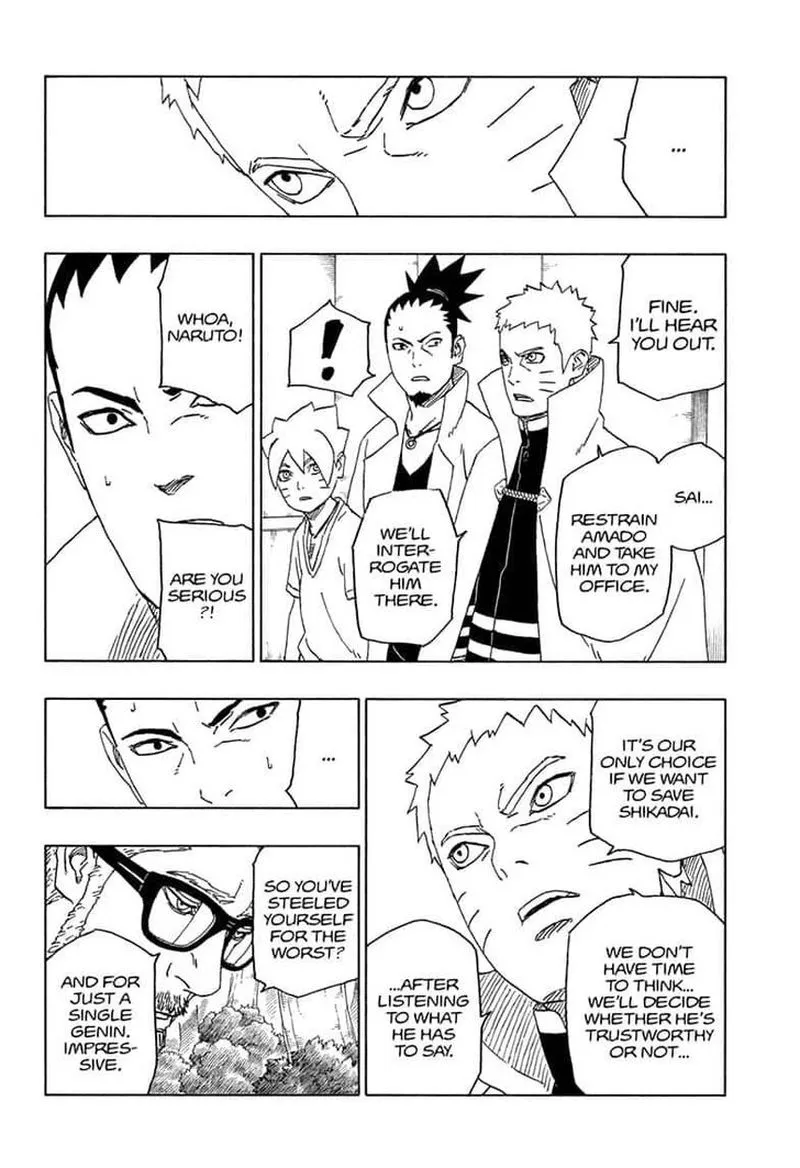 ...
FINE.
I'LL HEAR
YOU OUT.
SAI...
RESTRAIN
AMADO
AND TAKE
HIM TO MY
OFFICE.
!
WE'LL
INTER-
ROGATE
HIM
THERE.
WHOA,
NARUTO!
ARE YOU
SERIOUS
?!
IT'S OUR
ONLY CHOICE
IF WE WANT
TO SAVE
SHIKADAI.
WE DON'T
HAVE TIME
TO THINK...
WE'LL DECIDE
WHETHER HE'S
TRUSTWORTHY
OR NOT...
...AFTER
LISTENING
TO WHAT
HE HAS
TO SAY.
...
SO YOU'VE
STEELED
YOURSELF
FOR THE
WORST?
AND FOR
JUST A
SINGLE
GENIN.
IMPRES-
SIVE.